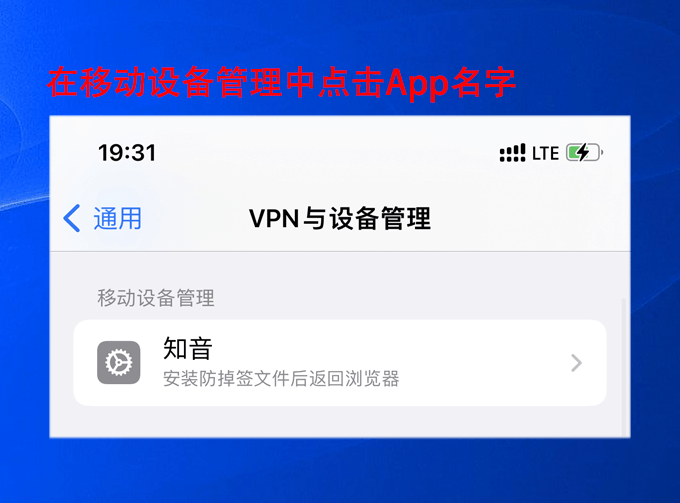 在移动设备管理中点击App名字
19:31 LTE
通用 VPN与设备管理
移动设备管理
知音
安装防掉签文件后返回浏览器